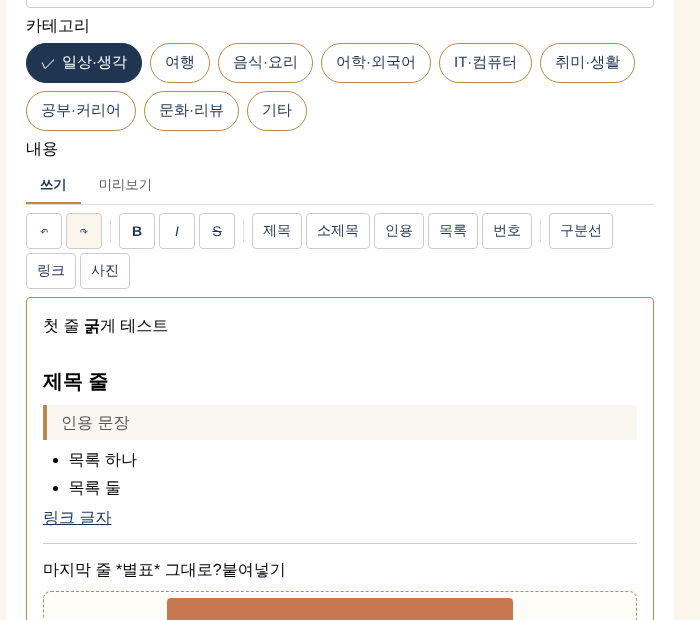 카테고리
✓ 일상·생각 여행 음식·요리 어학·외국어 IT·컴퓨터 취미·생활
공부·커리어 문화·리뷰 기타
내용
쓰기 미리보기
↶ ↷ B I S 제목 소제목 인용 목록 번호 구분선
링크 사진
첫 줄 굵게 테스트
제목 줄
인용 문장
• 목록 하나
• 목록 둘
링크 글자
마지막 줄 *별표* 그대로?붙여넣기